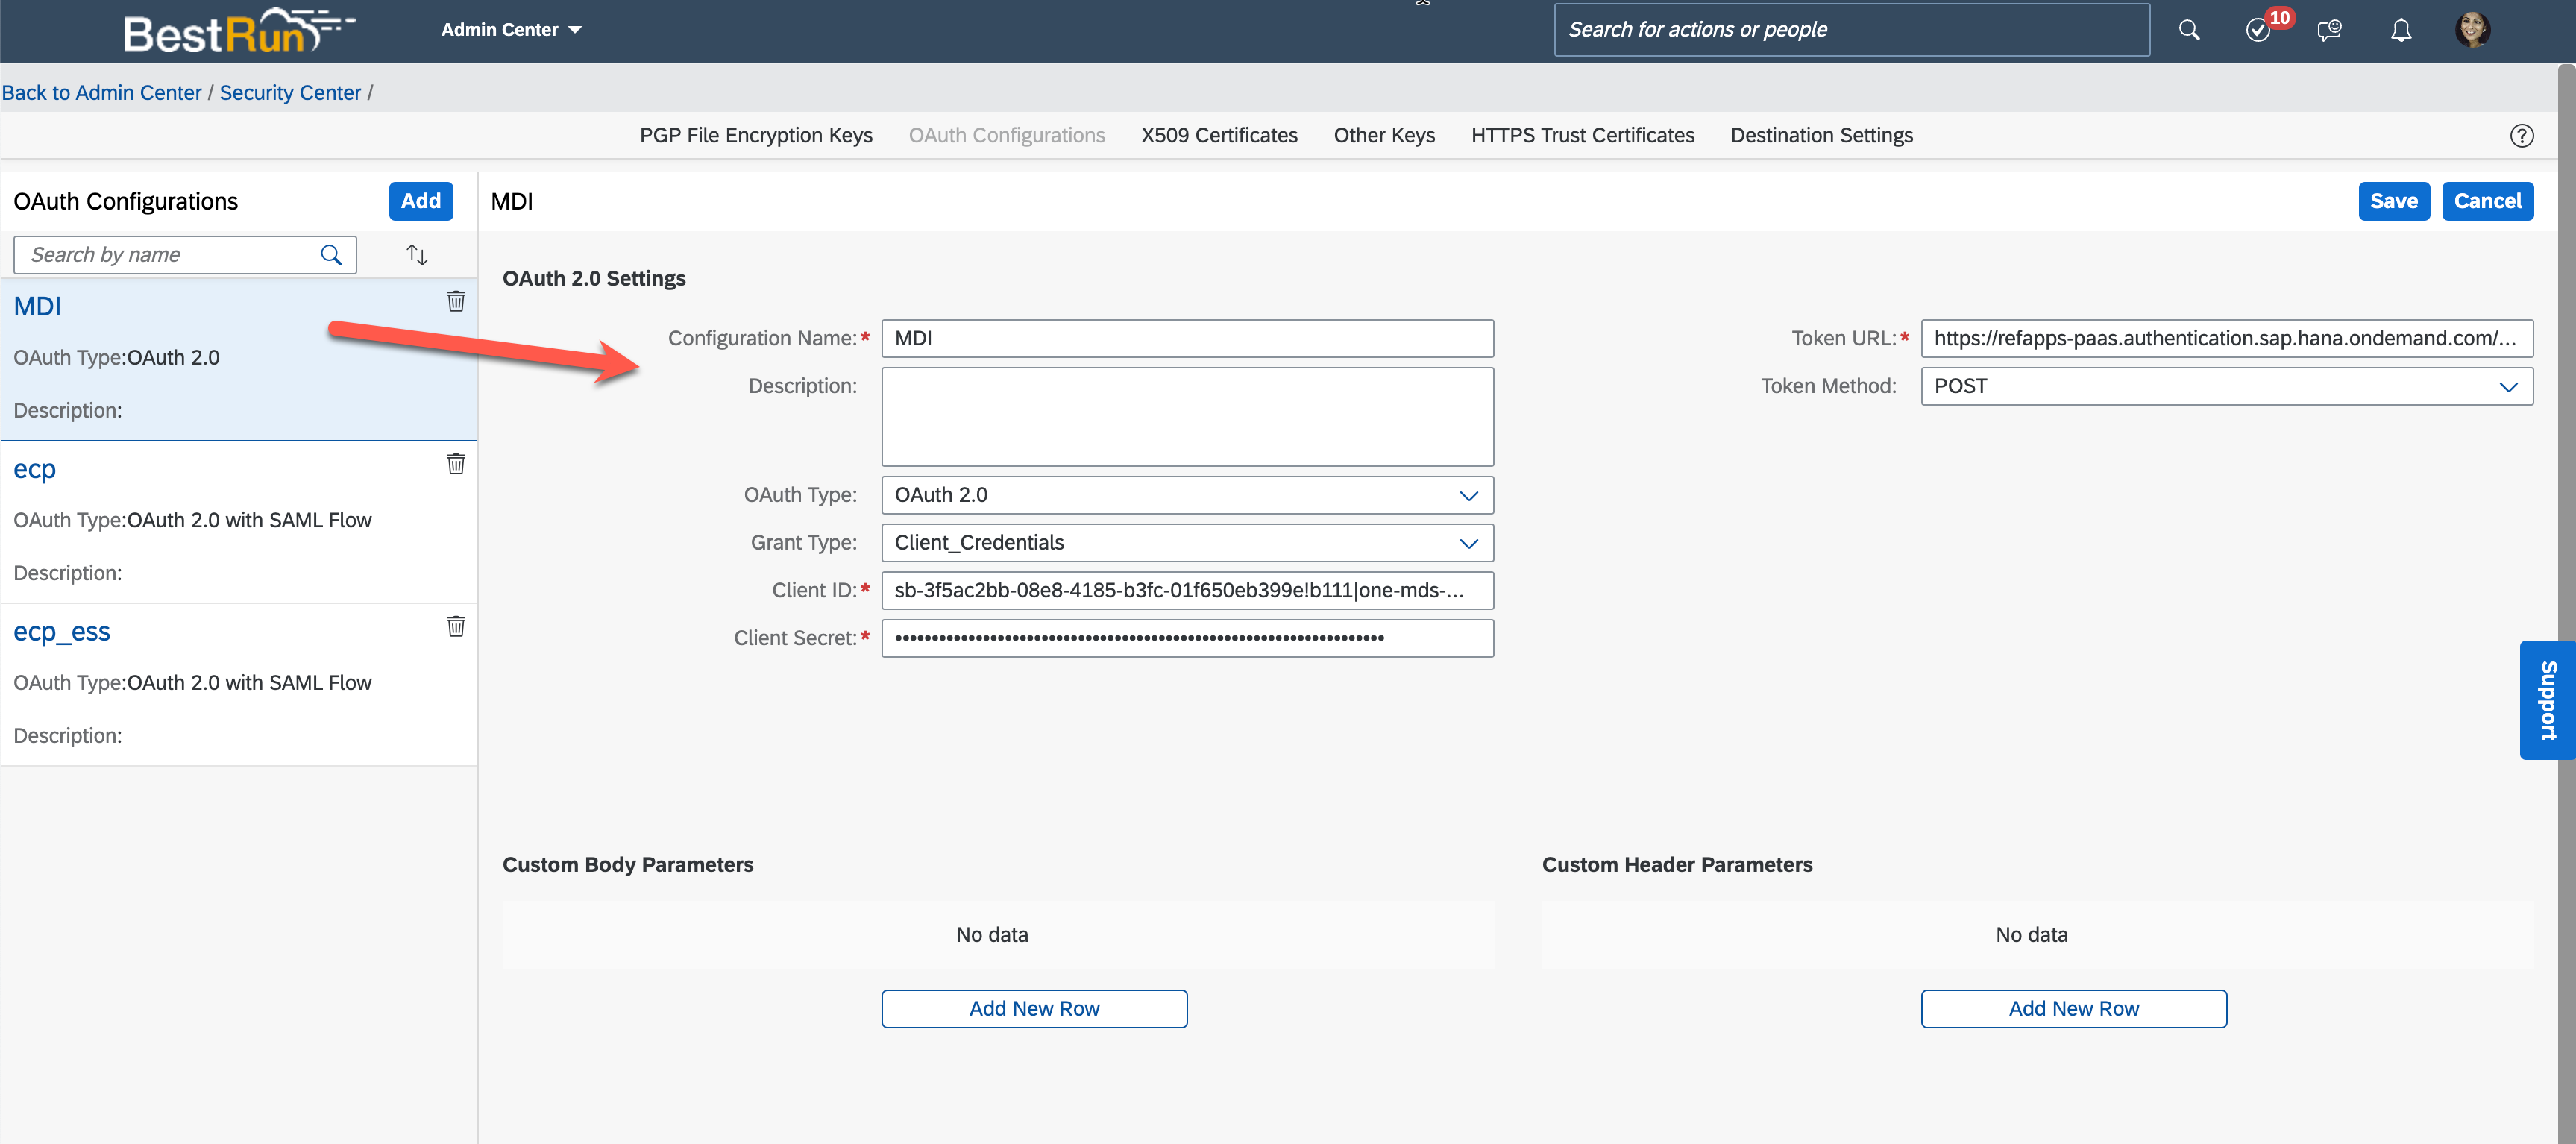 BestRun
Admin Center
Search for actions or people
10
Back to Admin Center / Security Center /
PGP File Encryption Keys
OAuth Configurations
X509 Certificates
Other Keys
HTTPS Trust Certificates
Destination Settings
OAuth Configurations
Add
Search by name
MDI
OAuth Type:OAuth 2.0
Description:
ecp
OAuth Type:OAuth 2.0 with SAML Flow
Description:
ecp_ess
OAuth Type:OAuth 2.0 with SAML Flow
Description:
MDI
Save
Cancel
OAuth 2.0 Settings
Configuration Name:* MDI
Description:
OAuth Type: OAuth 2.0
Grant Type: Client_Credentials
Client ID:* sb-3f5ac2bb-08e8-4185-b3fc-01f650eb399e!b111|one-mds-...
Client Secret:*
Token URL:* https://refapps-paas.authentication.sap.hana.ondemand.com/...
Token Method: POST
Support
Custom Body Parameters
No data
Add New Row
Custom Header Parameters
No data
Add New Row